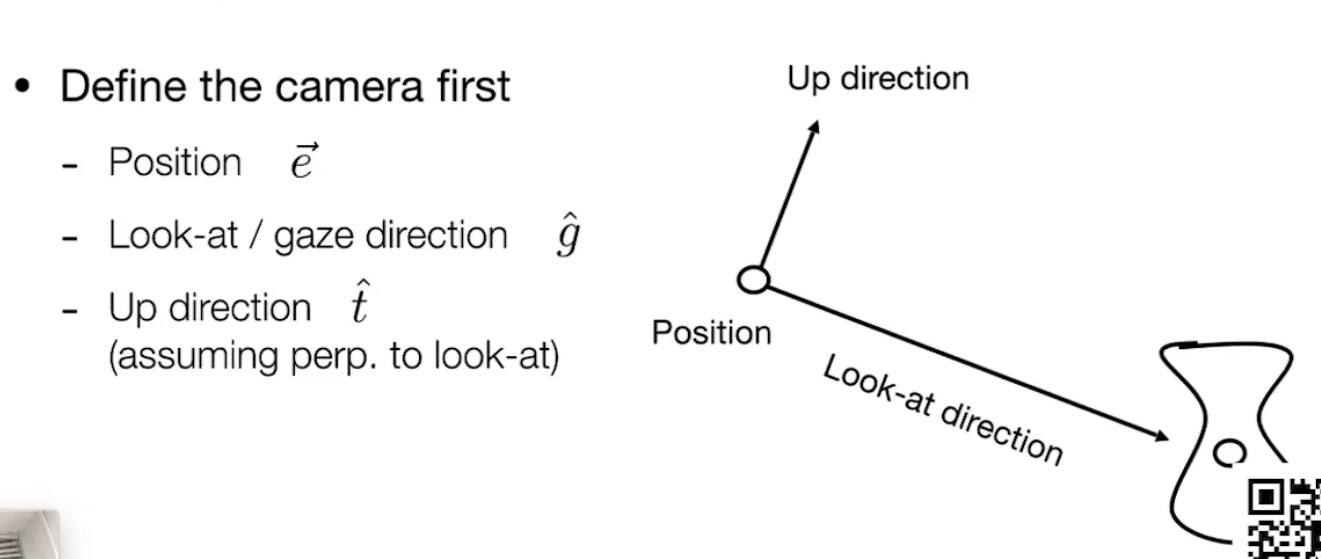 • Define the camera first
- Position $\vec{e}$
- Look-at / gaze direction $\hat{g}$
- Up direction $\hat{t}$
(assuming perp. to look-at)
Up direction
Position
Look-at direction